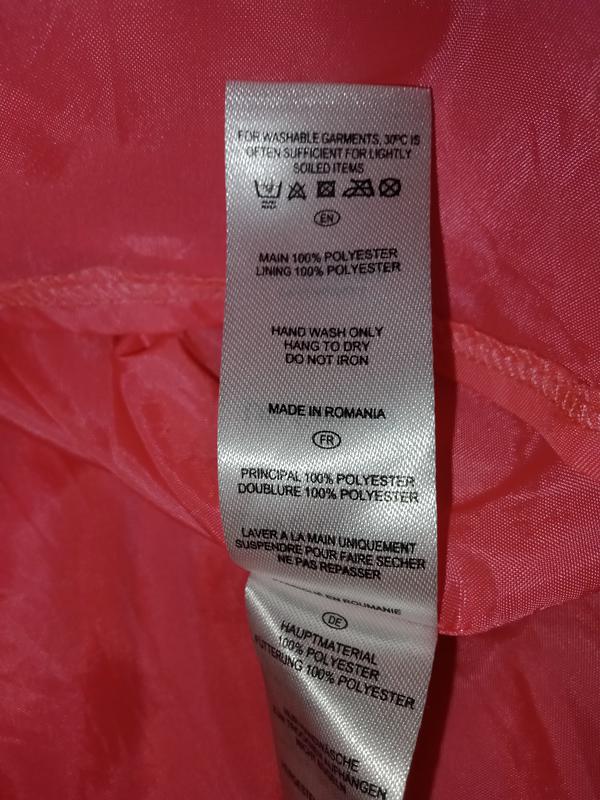 FOR WASHABLE GARMENTS, 30ºC IS
OFTEN SUFFICIENT FOR LIGHTLY
SOILED ITEMS
EN
MAIN 100% POLYESTER
LINING 100% POLYESTER
HAND WASH ONLY
HANG TO DRY
DO NOT IRON
MADE IN ROMANIA
FR
PRINCIPAL 100% POLYESTER
DOUBLURE 100% POLYESTER
LAVER A LA MAIN UNIQUEMENT
SUSPENDRE POUR FAIRE SECHER
NE PAS REPASSER
EN ROUMANIE
DE
HAUPTMATERIAL
100% POLYESTER
100% POLYESTER